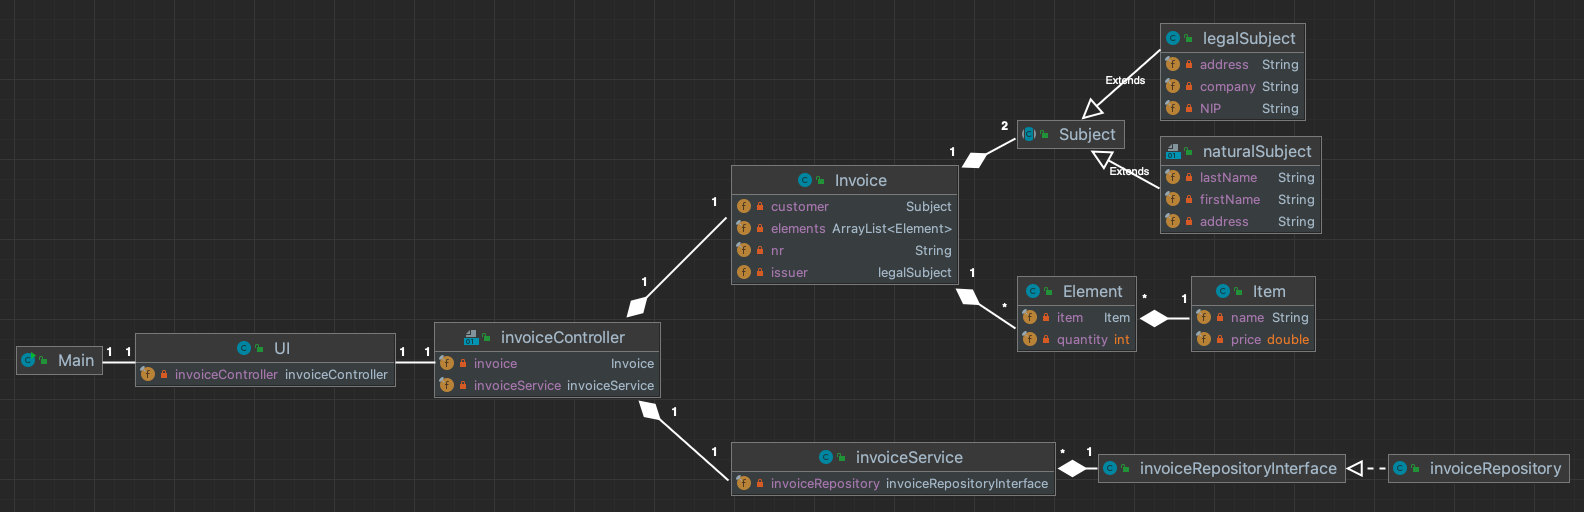 legalSubject
address String
company String
NIP String
Extends
2
Subject
1
naturalSubject
lastName String
firstName String
address String
Extends
Invoice
customer Subject
elements ArrayList<Element>
nr String
issuer legalSubject
1
1
1
*
Element
item Item
quantity int
*
1
Item
name String
price double
Main
1
1
UI
invoiceController invoiceController
1
1
invoiceController
invoice Invoice
invoiceService invoiceService
1
1
invoiceService
invoiceRepository invoiceRepositoryInterface
*
1
invoiceRepositoryInterface
invoiceRepository